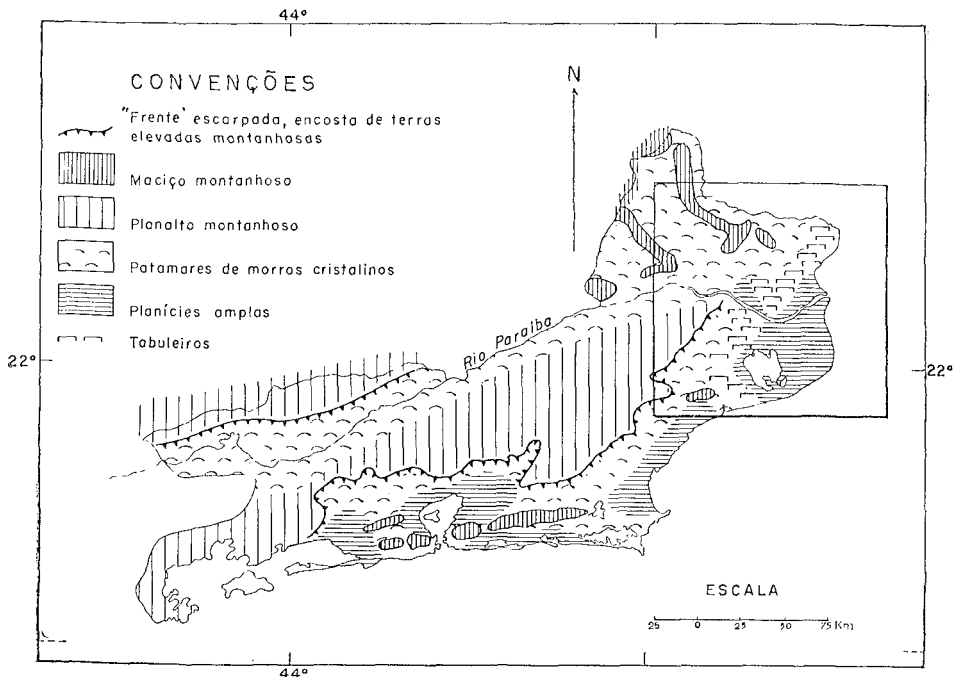 44°
CONVENÇÕES
N
"Frente' escarpada, encosta de terras
elevadas montanhosas
Maciço montanhoso
Planalto montanhoso
Patamares de morros cristalinos
Planícies amplas
Tabuleiros
Rio Paraíba
22°
22°
ESCALA
25 0 25 50 75 Km
44°